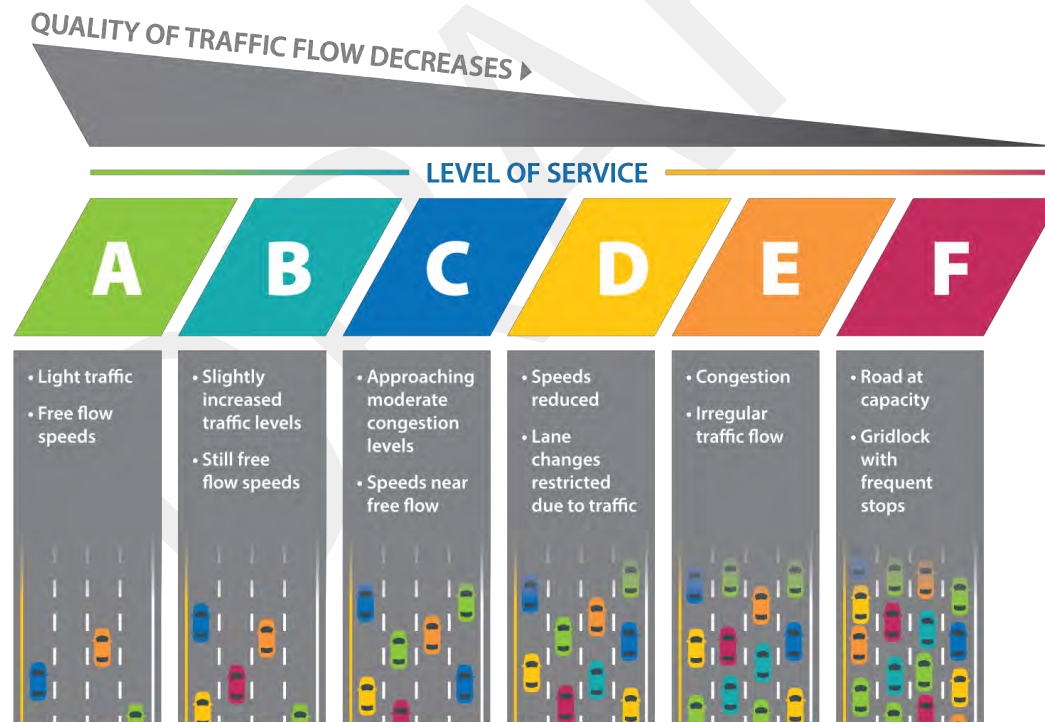 QUALITY OF TRAFFIC FLOW DECREASES
LEVEL OF SERVICE
A
B
C
D
E
F
• Light traffic
• Free flow
speeds
• Slightly
increased
traffic levels
• Still free
flow speeds
• Approaching
moderate
congestion
levels
• Speeds near
free flow
• Speeds
reduced
• Lane
changes
restricted
due to traffic
• Congestion
• Irregular
traffic flow
• Road at
capacity
• Gridlock
with
frequent
stops